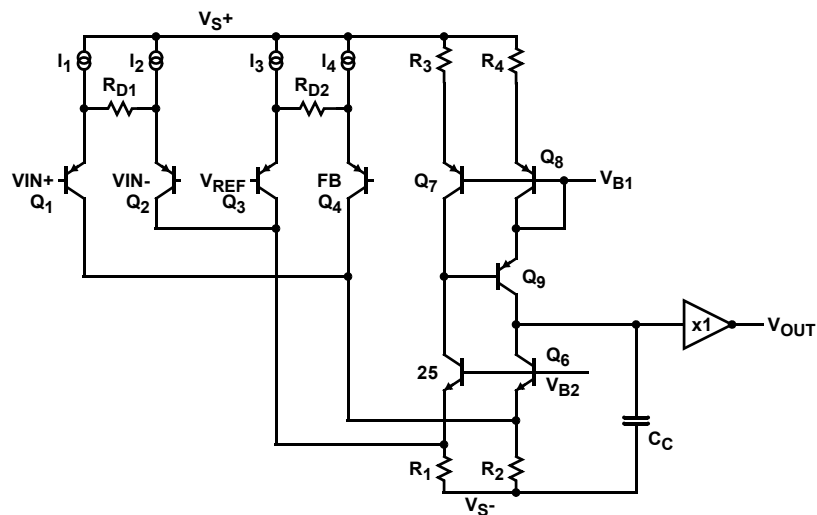 VS+
I1
I2
I3
I4
R3
R4
RD1
RD2
VIN+
Q1
VIN-
Q2
VREF
Q3
FB
Q4
Q7
Q8
VB1
Q9
x1
VOUT
25
Q6
VB2
CC
R1
R2
VS-